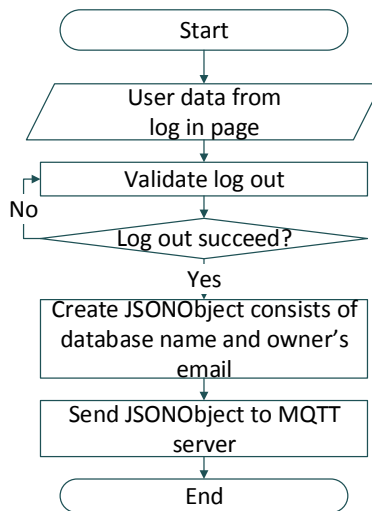 Start
User data from
log in page
Validate log out
No
Log out succeed?
Yes
Create JSONObject consists of
database name and owner’s
email
Send JSONObject to MQTT
server
End